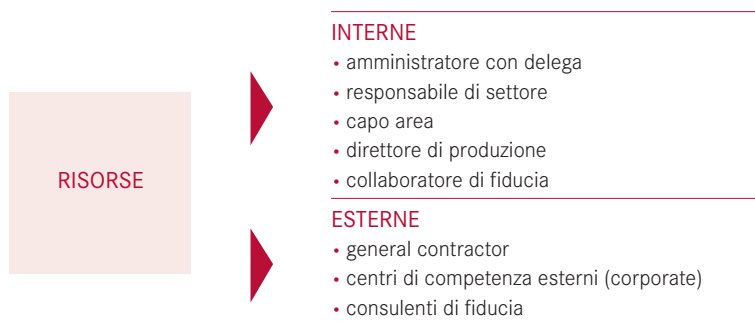 RISORSE
INTERNE
• amministratore con delega
• responsabile di settore
• capo area
• direttore di produzione
• collaboratore di fiducia
ESTERNE
• general contractor
• centri di competenza esterni (corporate)
• consulenti di fiducia